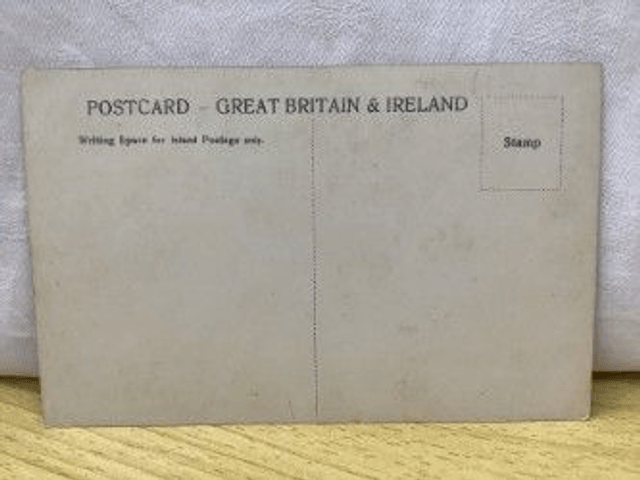 POSTCARD – GREAT BRITAIN & IRELAND
Writing Space for Inland Postage only.
Stamp